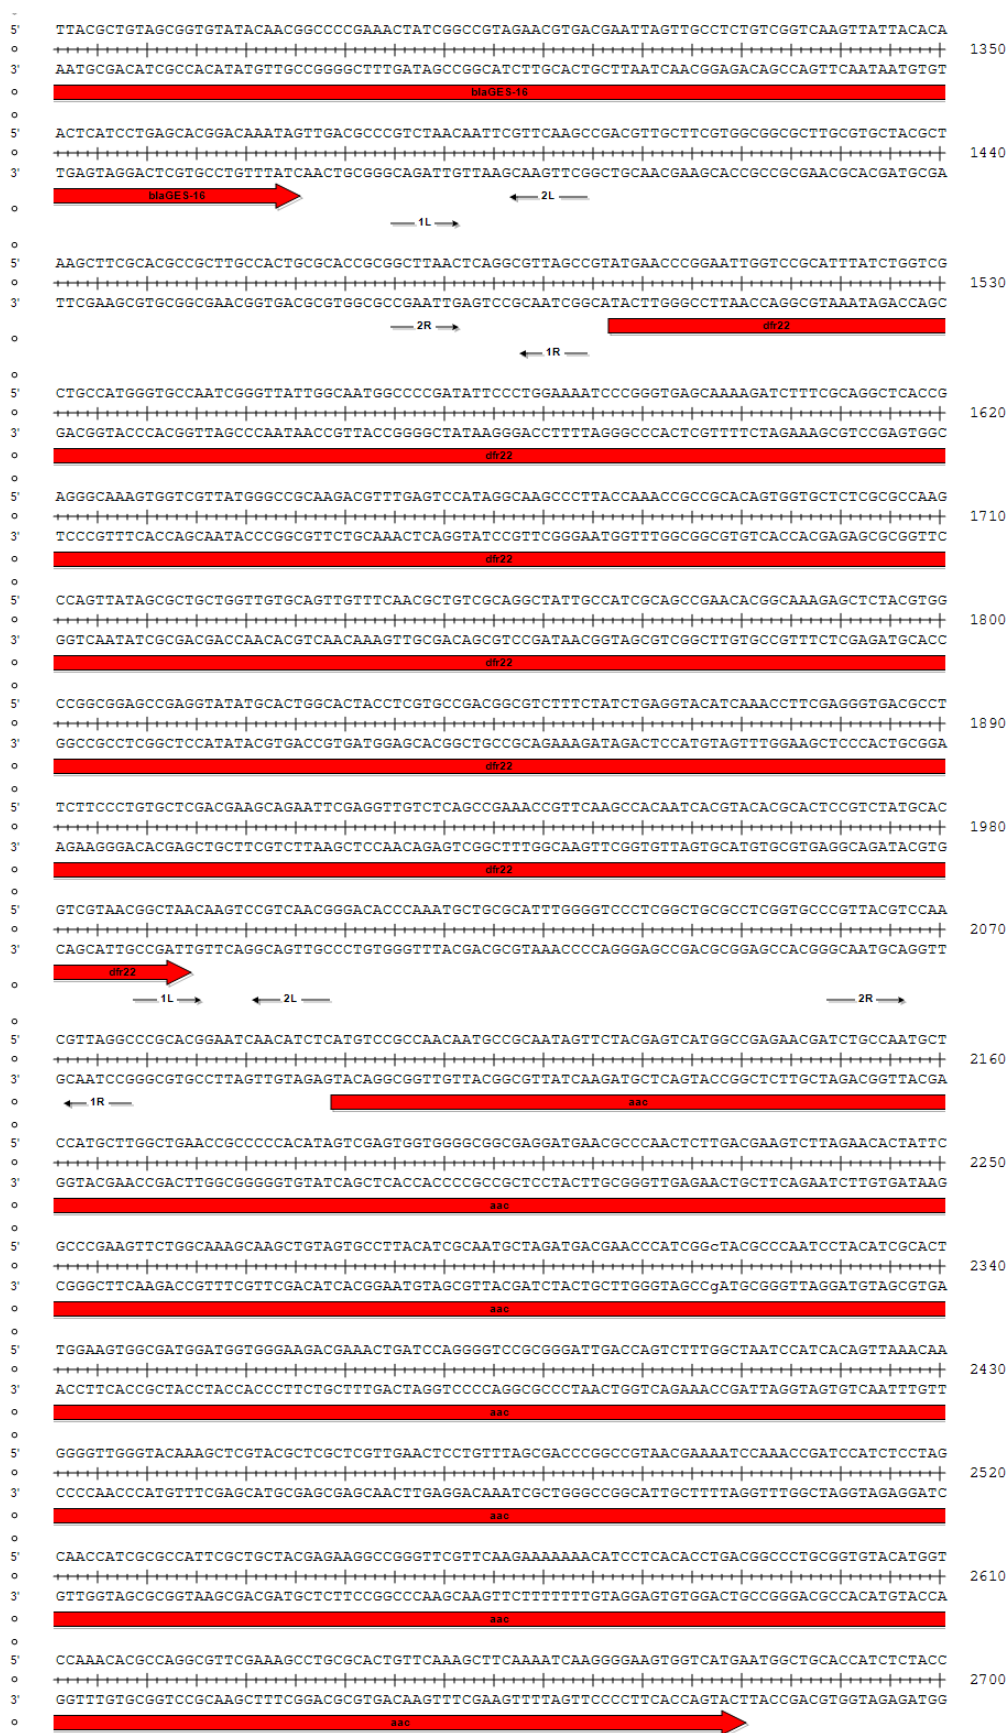 5' TTACGCTGTAGCGGTGTATACAACGGCCCCGAAACTATCGGCCGTAGAACGTGACGAATTAGTTGCCTCTGTCGGTCAAGTTATTACACA
1350
3' AATGCGACATCGCCACATATGTTGCCGGGGCTTTGATAGCCGGCATCTTGCACTGCTTAATCAACGGAGACAGCCAGTTCAATAATGTGT
blaGES-16
5' ACTCATCCTGAGCACGGACAAATAGTTGACGCCCGTCTAACAATTCGTTCAAGCCGACGTTGCTTCGTGGCGGCGCTTGCGTGCTACGCT
1440
3' TGAGTAGGACTCGTGCCTGTTTATCAACTGCGGGCAGATTGTTAAGCAAGTTCGGCTGCAACGAAGCACCGCCGCGAACGCACGATGCGA
blaGES-16 2L
1L
5' AAGCTTCGCACGCCGCTTGCCACTGCGCACCGCGGCTTAACTCAGGCGTTAGCCGTATGAACCCGGAATTGGTCCGCATTTATCTGGTCG
1530
3' TTCGAAGCGTGCGGCGAACGGTGACGCGTGGCGCCGAATTGAGTCCGCAATCGGCATACTTGGGCCTTAACCAGGCGTAAATAGACCAGC
2R dfr22
1R
5' CTGCCATGGGTGCCAATCGGGTTATTGGCAATGGCCCCGATATTCCCTGGAAAATCCCGGGTGAGCAAAAGATCTTTCGCAGGCTCACCG
1620
3' GACGGTACCCACGGTTAGCCCAATAACCGTTACCGGGGCTATAAGGGACCTTTTAGGGCCCACTCGTTTTCTAGAAAGCGTCCGAGTGGC
dfr22
5' AGGGCAAAGTGGTCGTTATGGGCCGCAAGACGTTTGAGTCCATAGGCAAGCCCTTACCAAACCGCCGCACAGTGGTGCTCTCGCGCCAAG
1710
3' TCCCGTTTCACCAGCAATACCCGGCGTTCTGCAAACTCAGGTATCCGTTCGGGAATGGTTTGGCGGCGTGTCACCACGAGAGCGCGGTTC
dfr22
5' CCAGTTATAGCGCTGCTGGTTGTGCAGTTGTTTCAACGCTGTCGCAGGCTATTGCCATCGCAGCCGAACACGGCAAAGAGCTCTACGTGG
1800
3' GGTCAATATCGCGACGACCAACACGTCAACAAAGTTGCGACAGCGTCCGATAACGGTAGCGTCGGCTTGTGCCGTTTCTCGAGATGCACC
dfr22
5' CCGGCGGAGCCGAGGTATATGCACTGGCACTACCTCGTGCCGACGGCGTCTTTCTATCTGAGGTACATCAAACCTTCGAGGGTGACGCCT
1890
3' GGCCGCCTCGGCTCCATATACGTGACCGTGATGGAGCACGGCTGCCGCAGAAAGATAGACTCCATGTAGTTTGGAAGCTCCCACTGCGGA
dfr22
5' TCTTCCCTGTGCTCGACGAAGCAGAATTCGAGGTTGTCTCAGCCGAAACCGTTCAAGCCACAATCACGTACACGCACTCCGTCTATGCAC
1980
3' AGAAGGGACACGAGCTGCTTCGTCTTAAGCTCCAACAGAGTCGGCTTTGGCAAGTTCGGTGTTAGTGCATGTGCGTGAGGCAGATACGTG
dfr22
5' GTCGTAACGGCTAACAAGTCCGTCAACGGGACACCCAAATGCTGCGCATTTGGGGTCCCTCGGCTGCGCCTCGGTGCCCGTTACGTCCAA
2070
3' CAGCATTGCCGATTGTTCAGGCAGTTGCCCTGTGGGTTTACGACGCGTAAACCCCAGGGAGCCGACGCGGAGCCACGGGCAATGCAGGTT
dfr22
1L 2L 2R
5' CGTTAGGCCCGCACGGAATCAACATCTCATGTCCGCCAACAATGCCGCAATAGTTCTACGAGTCATGGCCGAGAACGATCTGCCAATGCT
2160
3' GCAATCCGGGCGTGCCTTAGTTGTAGAGTACAGGCGGTTGTTACGGCGTTATCAAGATGCTCAGTACCGGCTCTTGCTAGACGGTTACGA
1R aac
5' CCATGCTTGGCTGAACCGCCCCCACATAGTCGAGTGGTGGGGCGGCGAGGATGAACGCCCAACTCTTGACGAAGTCTTAGAACACTATTC
2250
3' GGTACGAACCGACTTGGCGGGGGTGTATCAGCTCACCACCCCGCCGCTCCTACTTGCGGGTTGAGAACTGCTTCAGAATCTTGTGATAAG
aac
5' GCCCGAAGTTCTGGCAAAGCAAGCTGTAGTGCCTTACATCGCAATGCTAGATGACGAACCCATCGGcTACGCCCAATCCTACATCGCACT
2340
3' CGGGCTTCAAGACCGTTTCGTTCGACATCACGGAATGTAGCGTTACGATCTACTGCTTGGGTAGCCgATGCGGGTTAGGATGTAGCGTGA
aac
5' TGGAAGTGGCGATGGATGGTGGGAAGACGAAACTGATCCAGGGGTCCGCGGGATTGACCAGTCTTTGGCTAATCCATCACAGTTAAACAA
2430
3' ACCTTCACCGCTACCTACCACCCTTCTGCTTTGACTAGGTCCCCAGGCGCCCTAACTGGTCAGAAACCGATTAGGTAGTGTCAATTTGTT
aac
5' GGGGTTGGGTACAAAGCTCGTACGCTCGCTCGTTGAACTCCTGTTTAGCGACCCGGCCGTAACGAAAATCCAAACCGATCCATCTCCTAG
2520
3' CCCCAACCCATGTTTCGAGCATGCGAGCGAGCAACTTGAGGACAAATCGCTGGGCCGGCATTGCTTTTAGGTTTGGCTAGGTAGAGGATC
aac
5' CAACCATCGCGCCATTCGCTGCTACGAGAAGGCCGGGTTCGTTCAAGAAAAAAACATCCTCACACCTGACGGCCCTGCGGTGTACATGGT
2610
3' GTTGGTAGCGCGGTAAGCGACGATGCTCTTCCGGCCCAAGCAAGTTCTTTTTTTGTAGGAGTGTGGACTGCCGGGACGCCACATGTACCA
aac
5' CCAAACACGCCAGGCGTTCGAAAGCCTGCGCACTGTTCAAAGCTTCAAAATCAAGGGGAAGTGGTCATGAATGGCTGCACCATCTCTACC
2700
3' GGTTTGTGCGGTCCGCAAGCTTTCGGACGCGTGACAAGTTTCGAAGTTTTAGTTCCCCTTCACCAGTACTTACCGACGTGGTAGAGATGG
aac